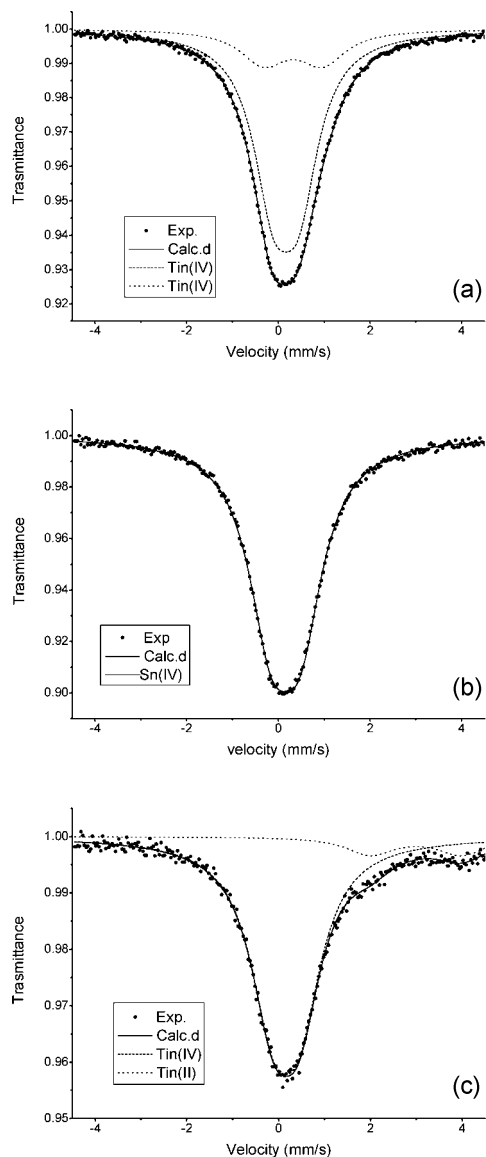 1.00
0.99
0.97
0.96
0.95
0.94
0.93
0.92
Trasmittance
Exp.
Calc.d
Tin(IV)
Tin(IV)
(a)
-4 -2 0 2 4
Velocity (mm/s)
1.00
0.98
0.96
0.94
0.92
0.90
Trasmittance
Exp
Calc.d
Sn(IV)
(b)
-4 -2 0 2 4
velocity (mm/s)
1.00
0.99
0.98
0.97
0.96
0.95
Trasmittance
Exp.
Calc.d
Tin(IV)
Tin(II)
(c)
-4 -2 0 2 4
Velocity (mm/s)